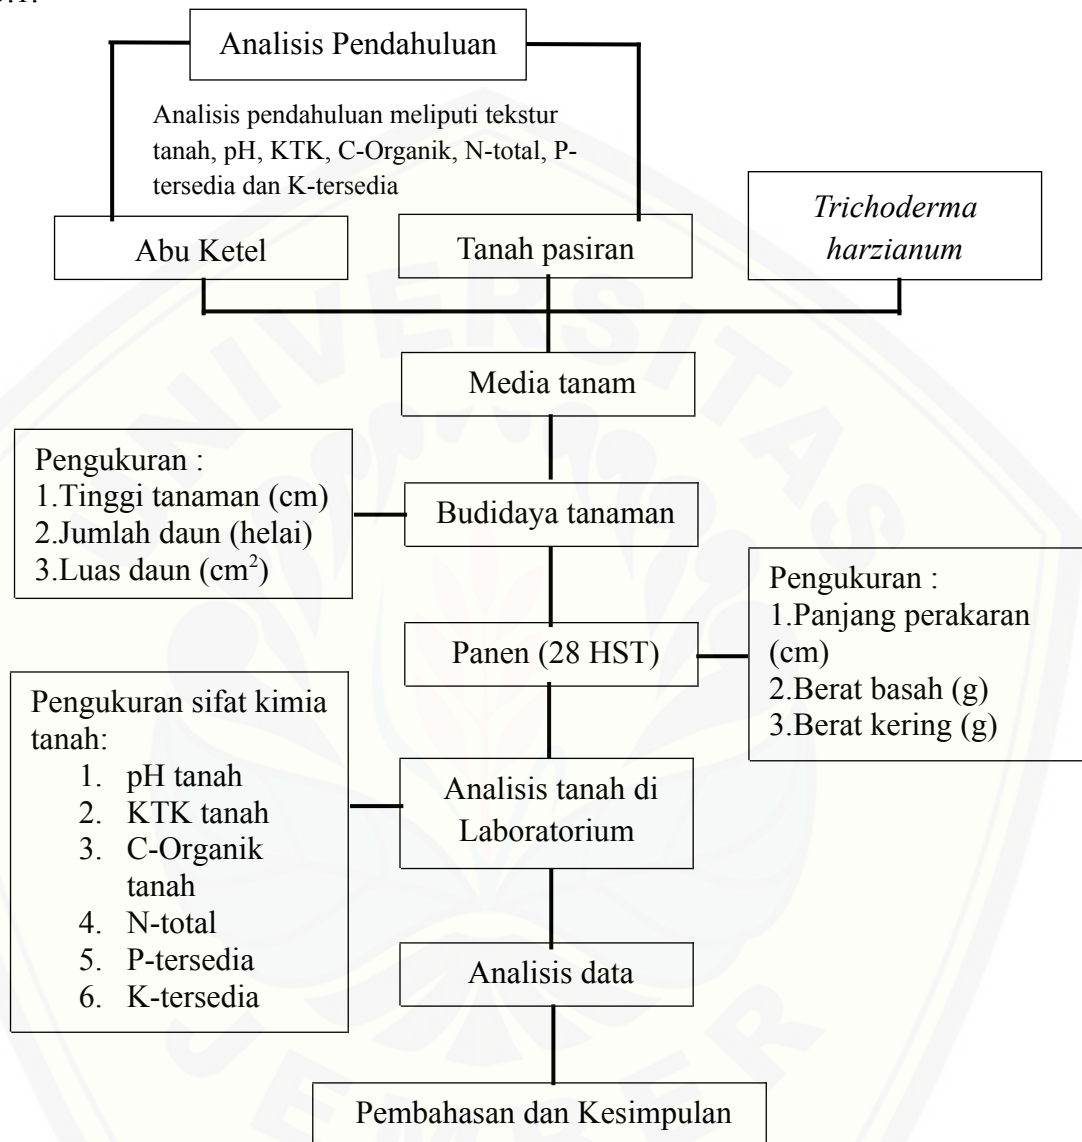 Analisis Pendahuluan
Analisis pendahuluan meliputi tekstur
tanah, pH, KTK, C-Organik, N-total, P-
tersedia dan K-tersedia
Abu Ketel
Tanah pasiran
Trichoderma
harzianum
Media tanam
Pengukuran :
1.Tinggi tanaman (cm)
2.Jumlah daun (helai)
3.Luas daun (cm²)
Budidaya tanaman
Pengukuran :
1.Panjang perakaran
(cm)
2.Berat basah (g)
3.Berat kering (g)
Panen (28 HST)
Pengukuran sifat kimia
tanah:
1. pH tanah
2. KTK tanah
3. C-Organik
tanah
4. N-total
5. P-tersedia
6. K-tersedia
Analisis tanah di
Laboratorium
Analisis data
Pembahasan dan Kesimpulan
UNIVERSITAS
JEMBER